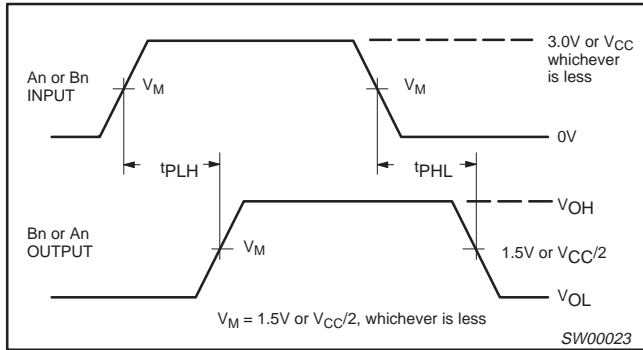 3.0V or VCC
whichever
is less
An or Bn
INPUT
VM
VM
0V
tPLH
tPHL
VOH
Bn or An
OUTPUT
VM
1.5V or VCC/2
VOL
VM = 1.5V or VCC/2, whichever is less
SW00023